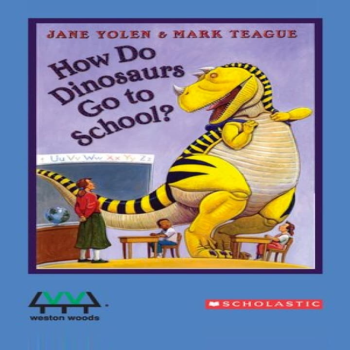 JANE YOLEN & MARK TEAGUE
How Do
Dinosaurs
Go to
School?
Uu Vv Ww Xx Yy Zz
weston woods
SCHOLASTIC